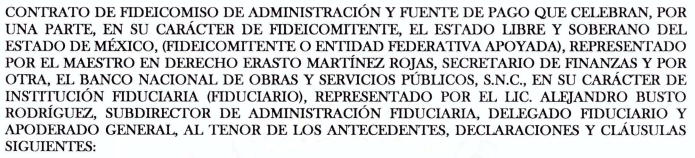 CONTRATO DE FIDEICOMISO DE ADMINISTRACIÓN Y FUENTE DE PAGO QUE CELEBRAN, POR
UNA PARTE, EN SU CARÁCTER DE FIDEICOMITENTE, EL ESTADO LIBRE Y SOBERANO DEL
ESTADO DE MÉXICO, (FIDEICOMITENTE O ENTIDAD FEDERATIVA APOYADA), REPRESENTADO
POR EL MAESTRO EN DERECHO ERASTO MARTÍNEZ ROJAS, SECRETARIO DE FINANZAS Y POR
OTRA, EL BANCO NACIONAL DE OBRAS Y SERVICIOS PÚBLICOS, S.N.C., EN SU CARÁCTER DE
INSTITUCIÓN FIDUCIARIA (FIDUCIARIO), REPRESENTADO POR EL LIC. ALEJANDRO BUSTO
RODRÍGUEZ, SUBDIRECTOR DE ADMINISTRACIÓN FIDUCIARIA, DELEGADO FIDUCIARIO Y
APODERADO GENERAL, AL TENOR DE LOS ANTECEDENTES, DECLARACIONES Y CLÁUSULAS
SIGUIENTES: